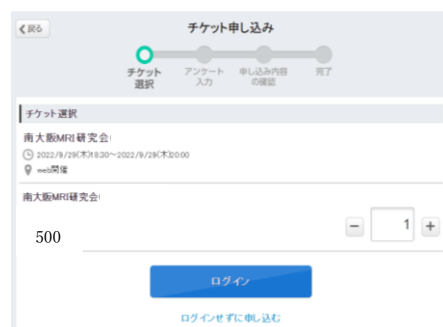 戻る
チケット申し込み
チケット
選択
アンケート
入力
申し込み内容
の確認
完了
チケット選択
南大阪MRI研究会
2022/9/29(木)18:30～2022/9/29(木)20:00
web開催
南大阪MRI研究会
500
1
ログイン
ログインせずに申し込む